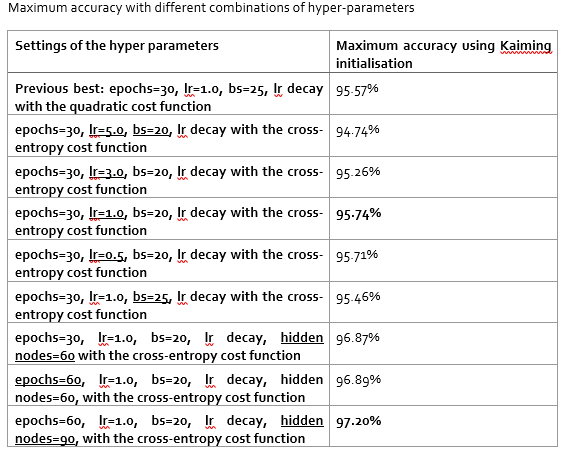 Maximum accuracy with different combinations of hyper-parameters
Settings of the hyper parameters
Maximum accuracy using Kaiming
initialisation
Previous best: epochs=30, lr=1.0, bs=25, lr decay
with the quadratic cost function
95.57%
epochs=30, lr=5.0, bs=20, lr decay with the cross-
entropy cost function
94.74%
epochs=30, lr=3.0, bs=20, lr decay with the cross-
entropy cost function
95.26%
epochs=30, lr=1.0, bs=20, lr decay with the cross-
entropy cost function
95.74%
epochs=30, lr=0.5, bs=20, lr decay with the cross-
entropy cost function
95.71%
epochs=30, lr=1.0, bs=25, lr decay with the cross-
entropy cost function
95.46%
epochs=30, lr=1.0, bs=20, lr decay, hidden
nodes=60 with the cross-entropy cost function
96.87%
epochs=60, lr=1.0, bs=20, lr decay, hidden
nodes=60, with the cross-entropy cost function
96.89%
epochs=60, lr=1.0, bs=20, lr decay, hidden
nodes=90, with the cross-entropy cost function
97.20%